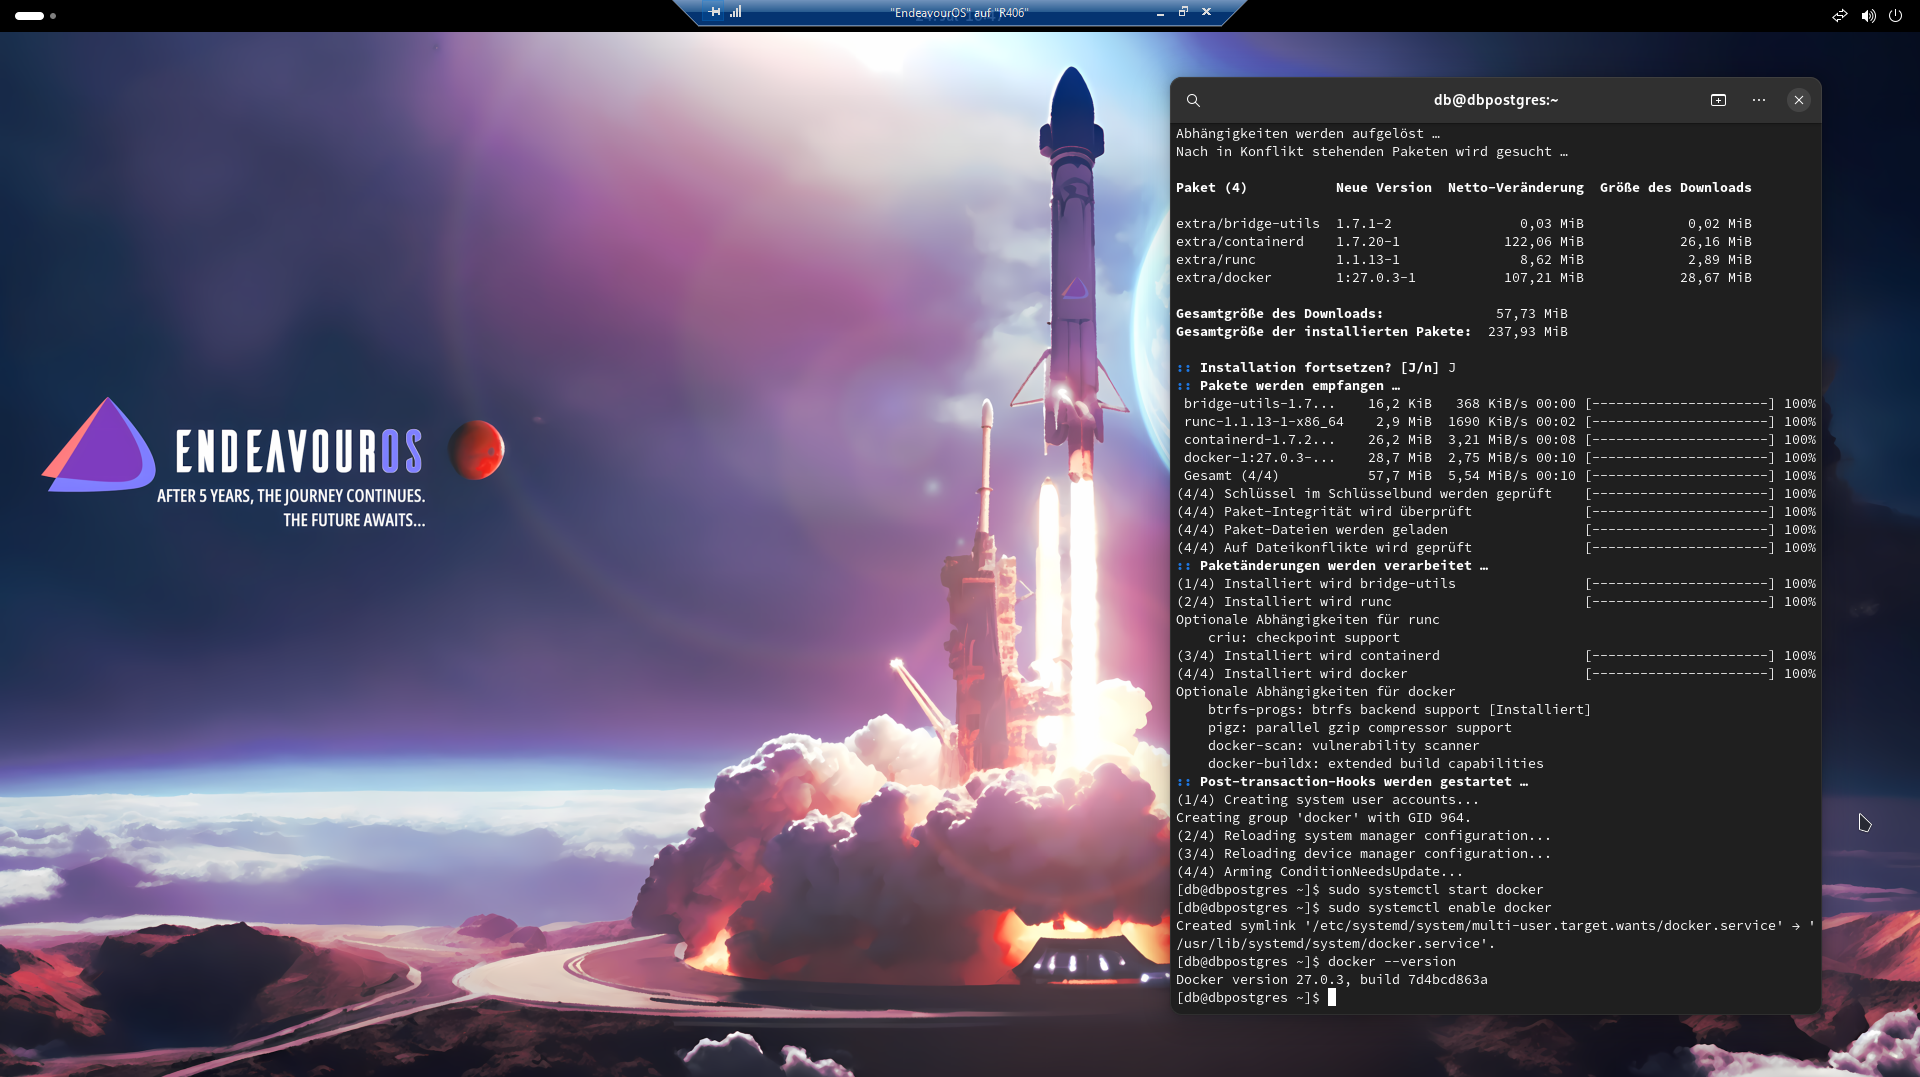 "EndeavourOS" auf "R406"
ENDEAVOUROS
AFTER 5 YEARS, THE JOURNEY CONTINUES.
THE FUTURE AWAITS...
db@dbpostgres:~
Abhängigkeiten werden aufgelöst …
Nach in Konflikt stehenden Paketen wird gesucht …
Paket (4) Neue Version Netto-Veränderung Größe des Downloads
extra/bridge-utils 1.7.1-2 0,03 MiB 0,02 MiB
extra/containerd 1.7.20-1 122,06 MiB 26,16 MiB
extra/runc 1.1.13-1 8,62 MiB 2,89 MiB
extra/docker 1:27.0.3-1 107,21 MiB 28,67 MiB
Gesamtgröße des Downloads: 57,73 MiB
Gesamtgröße der installierten Pakete: 237,93 MiB
:: Installation fortsetzen? [J/n] J
:: Pakete werden empfangen …
bridge-utils-1.7... 16,2 KiB 368 KiB/s 00:00 [----------------------] 100%
runc-1.1.13-1-x86_64 2,9 MiB 1690 KiB/s 00:02 [----------------------] 100%
containerd-1.7.2... 26,2 MiB 3,21 MiB/s 00:08 [----------------------] 100%
docker-1:27.0.3-... 28,7 MiB 2,75 MiB/s 00:10 [----------------------] 100%
Gesamt (4/4) 57,7 MiB 5,54 MiB/s 00:10 [----------------------] 100%
(4/4) Schlüssel im Schlüsselbund werden geprüft [----------------------] 100%
(4/4) Paket-Integrität wird überprüft [----------------------] 100%
(4/4) Paket-Dateien werden geladen [----------------------] 100%
(4/4) Auf Dateikonflikte wird geprüft [----------------------] 100%
:: Paketänderungen werden verarbeitet …
(1/4) Installiert wird bridge-utils [----------------------] 100%
(2/4) Installiert wird runc [----------------------] 100%
Optionale Abhängigkeiten für runc
criu: checkpoint support
(3/4) Installiert wird containerd [----------------------] 100%
(4/4) Installiert wird docker [----------------------] 100%
Optionale Abhängigkeiten für docker
btrfs-progs: btrfs backend support [Installiert]
pigz: parallel gzip compressor support
docker-scan: vulnerability scanner
docker-buildx: extended build capabilities
:: Post-transaction-Hooks werden gestartet …
(1/4) Creating system user accounts...
Creating group 'docker' with GID 964.
(2/4) Reloading system manager configuration...
(3/4) Reloading device manager configuration...
(4/4) Arming ConditionNeedsUpdate...
[db@dbpostgres ~]$ sudo systemctl start docker
[db@dbpostgres ~]$ sudo systemctl enable docker
Created symlink '/etc/systemd/system/multi-user.target.wants/docker.service' → '
/usr/lib/systemd/system/docker.service'.
[db@dbpostgres ~]$ docker --version
Docker version 27.0.3, build 7d4bcd863a
[db@dbpostgres ~]$